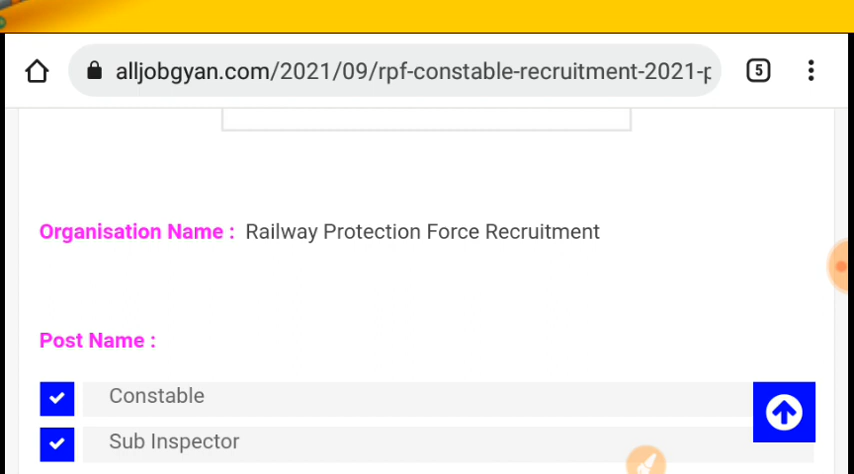 alljobgyan.com/2021/09/rpf-constable-recruitment-2021-p
5
Organisation Name : Railway Protection Force Recruitment
Post Name :
Constable
Sub Inspector